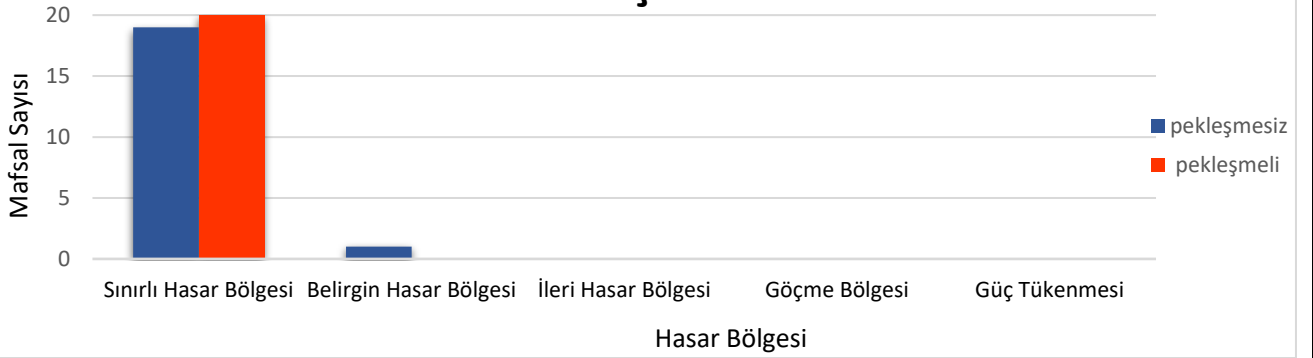 20
15
10
5
0
Mafsal Sayısı
pekleşmesiz
pekleşmeli
Sınırlı Hasar Bölgesi Belirgin Hasar Bölgesi İleri Hasar Bölgesi Göçme Bölgesi Güç Tükenmesi
Hasar Bölgesi